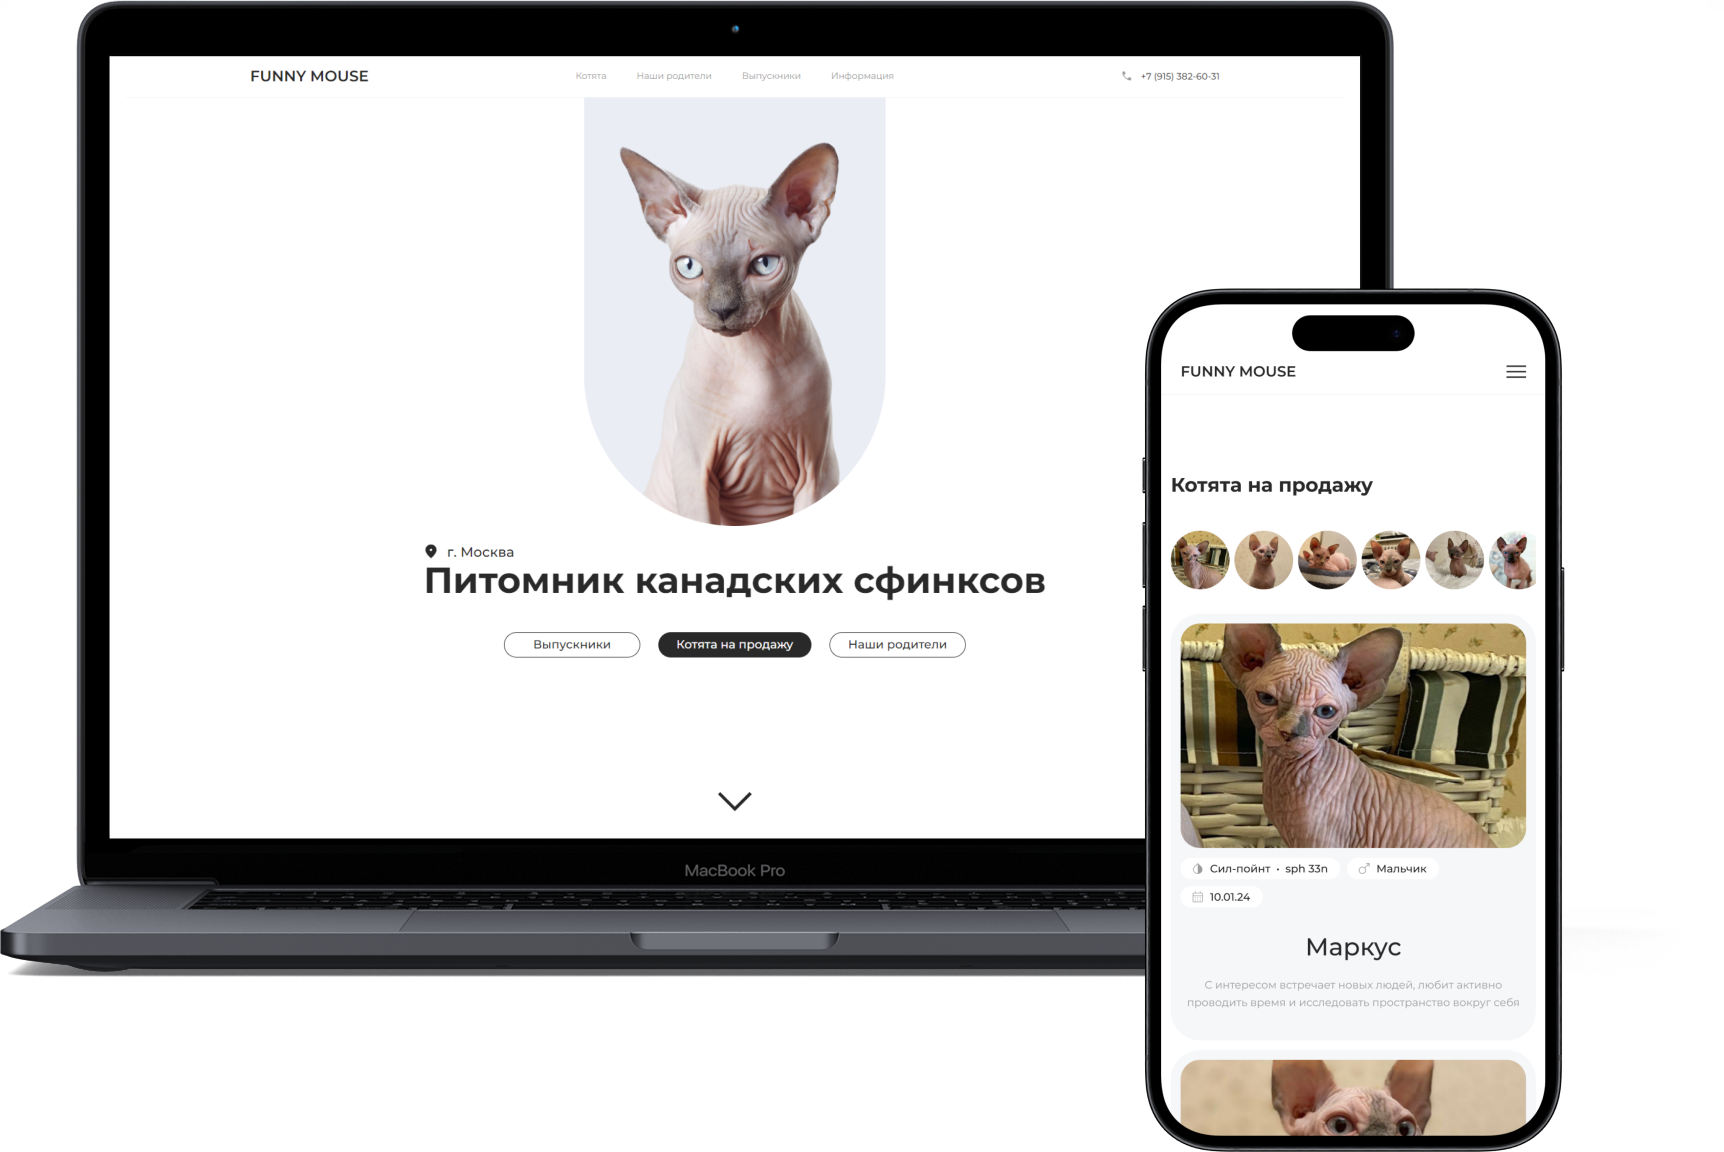 FUNNY MOUSE
Котята
Наши родители
Выпускники
Информация
+7 (915) 382-60-31
г. Москва
Питомник канадских сфинксов
Выпускники
Котята на продажу
Наши родители
MacBook Pro
FUNNY MOUSE
Котята на продажу
Сил-пойнт • sph 33n
Мальчик
10.01.24
Маркус
С интересом встречает новых людей, любит активно
проводить время и исследовать пространство вокруг себя